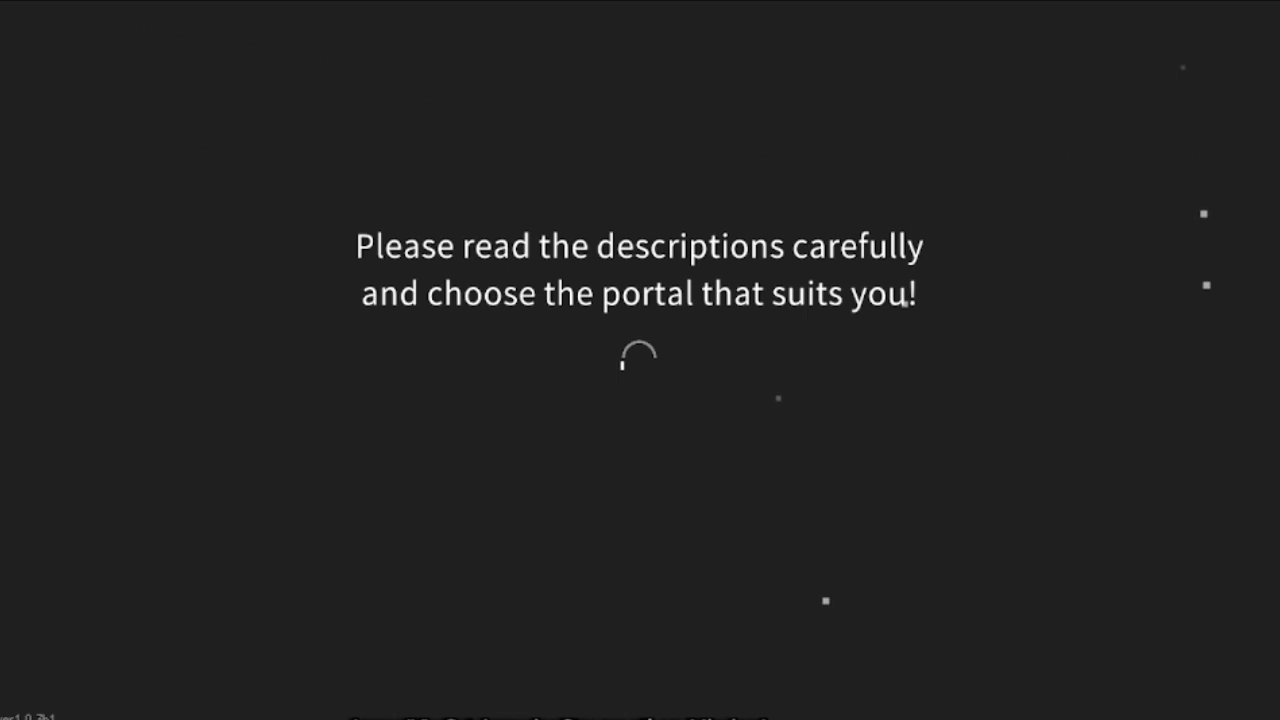 Please read the descriptions carefully
and choose the portal that suits you!